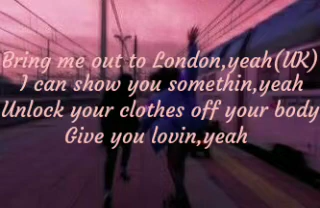 Bring me out to London,yeah(UK)
I can show you somethin,yeah
Unlock your clothes off your body
Give you lovin,yeah